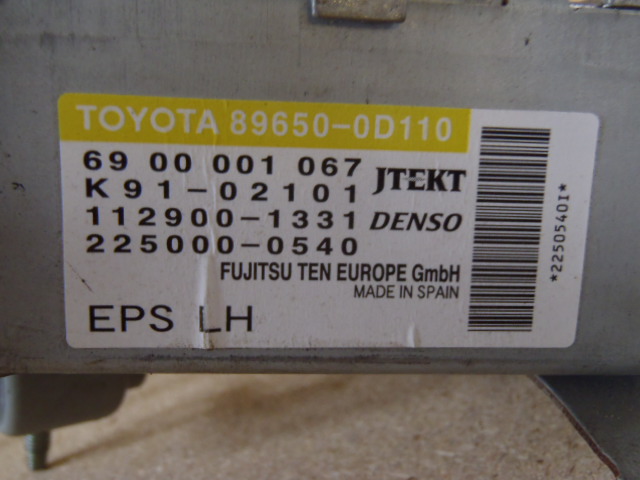 TOYOTA 89650-0D110
69 00 001 067
K91-02101 JTEKT
112900-1331 DENSO
225000-0540
FUJITSU TEN EUROPE GmbH
MADE IN SPAIN
EPS LH
*2250540I*